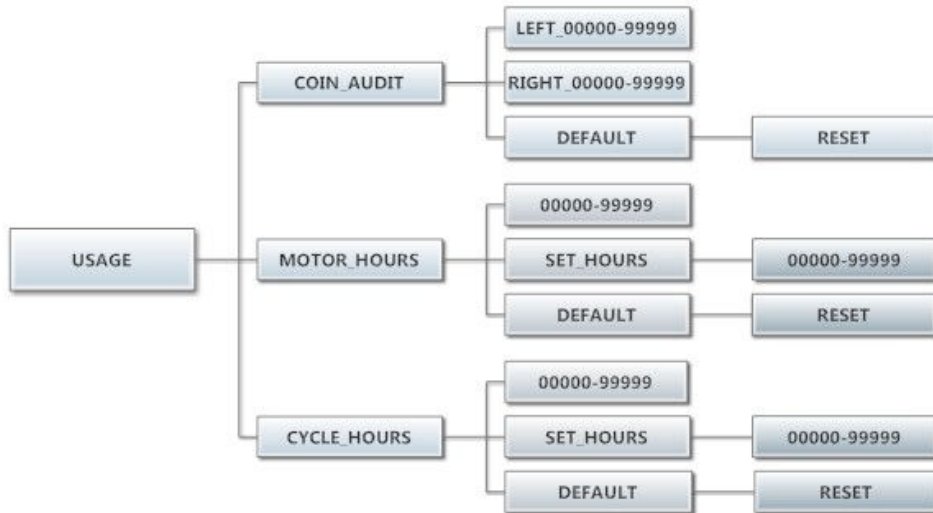 LEFT_00000-99999
COIN_AUDIT
RIGHT_00000-99999
DEFAULT
RESET
00000-99999
USAGE
MOTOR_HOURS
SET_HOURS
00000-99999
DEFAULT
RESET
00000-99999
CYCLE_HOURS
SET_HOURS
00000-99999
DEFAULT
RESET